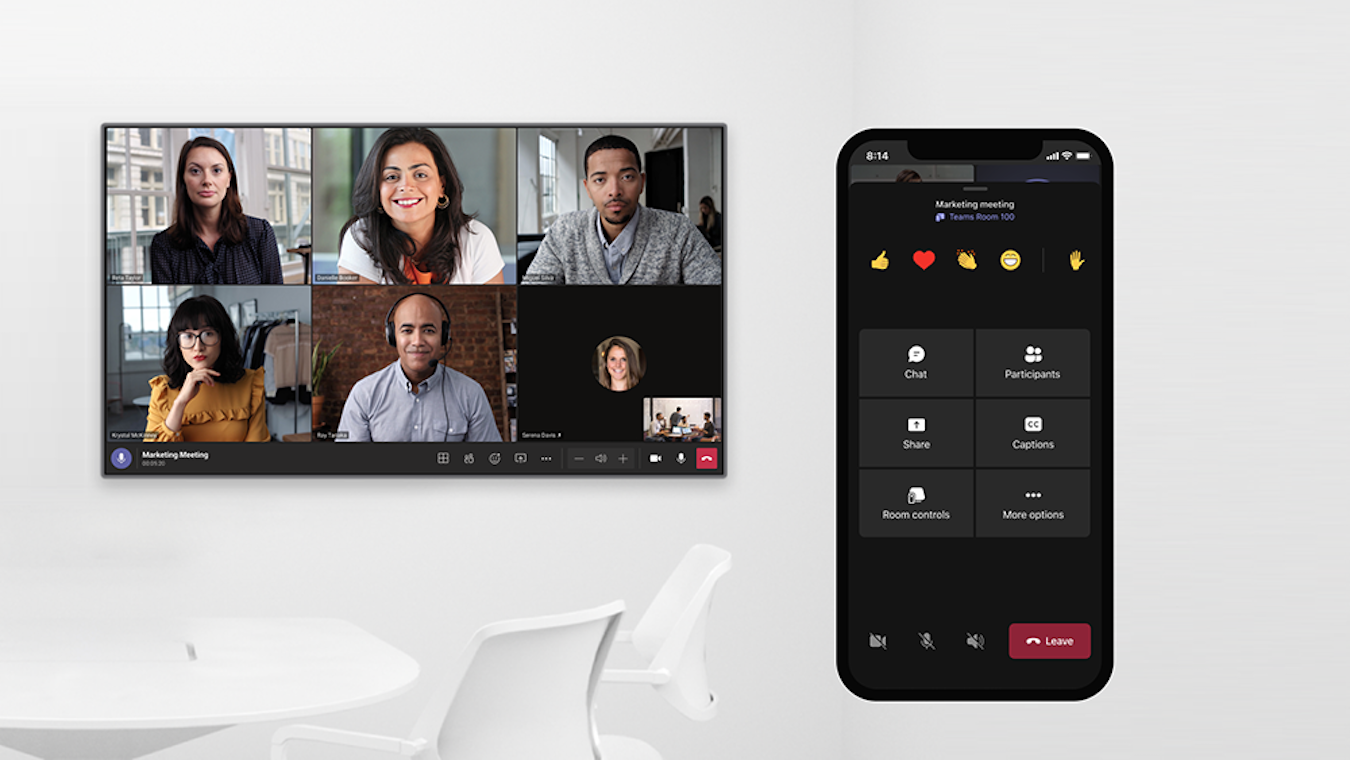 Reta Taylor
Danielle Booker
Miguel Silva
Krystal McKinney
Ray Tanaka
Serena Davis
Marketing Meeting
00:05:20
8:14
Marketing meeting
Teams Room 100
Chat
Participants
Share
CC
Captions
Room controls
More options
Leave